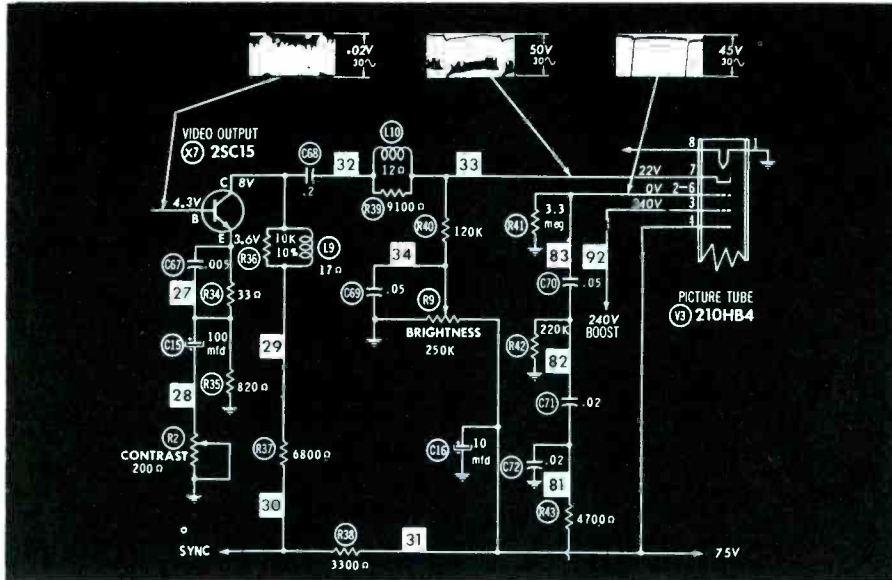 .02V
30~
50V
30~
45V
30~
VIDEO OUTPUT
X7 2SC15
C68
.2
32
L10
12Ω
R39 9100Ω
33
8
1
22V
7
0V
2-6
240V
3
4
C
8V
4.3V
B
E
3.6V
R36
10K
10%
L9
17Ω
R40
120K
R41
3.3
meg
83
92
C67
.005
27
R34
33Ω
34
C69
.05
R9
BRIGHTNESS
250K
C70
.05
240V
BOOST
PICTURE TUBE
V3 210HB4
C15
100
mfd
29
220K
R42
82
28
R35
820Ω
C71
.02
R2
CONTRAST
200Ω
R37
6800Ω
C16
10
mfd
C72
.02
81
30
R43
4700Ω
SYNC
R38
3300Ω
31
75V